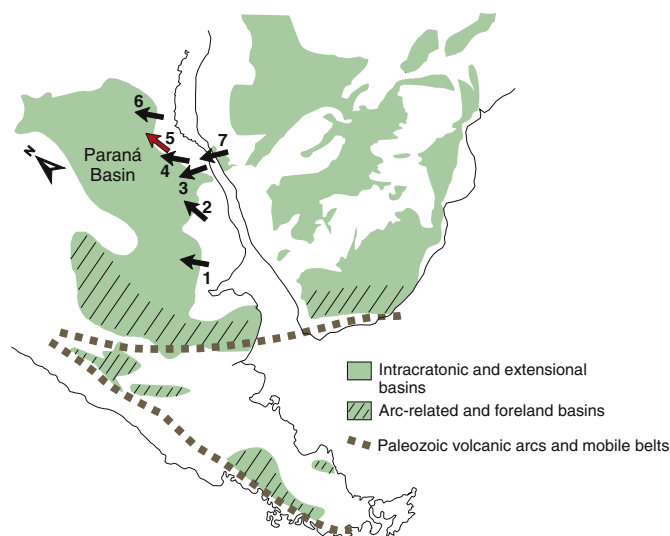 6
5
7
Paraná
Basin
4
3
N
2
1
Intracratonic and extensional
basins
Arc-related and foreland basins
Paleozoic volcanic arcs and mobile belts